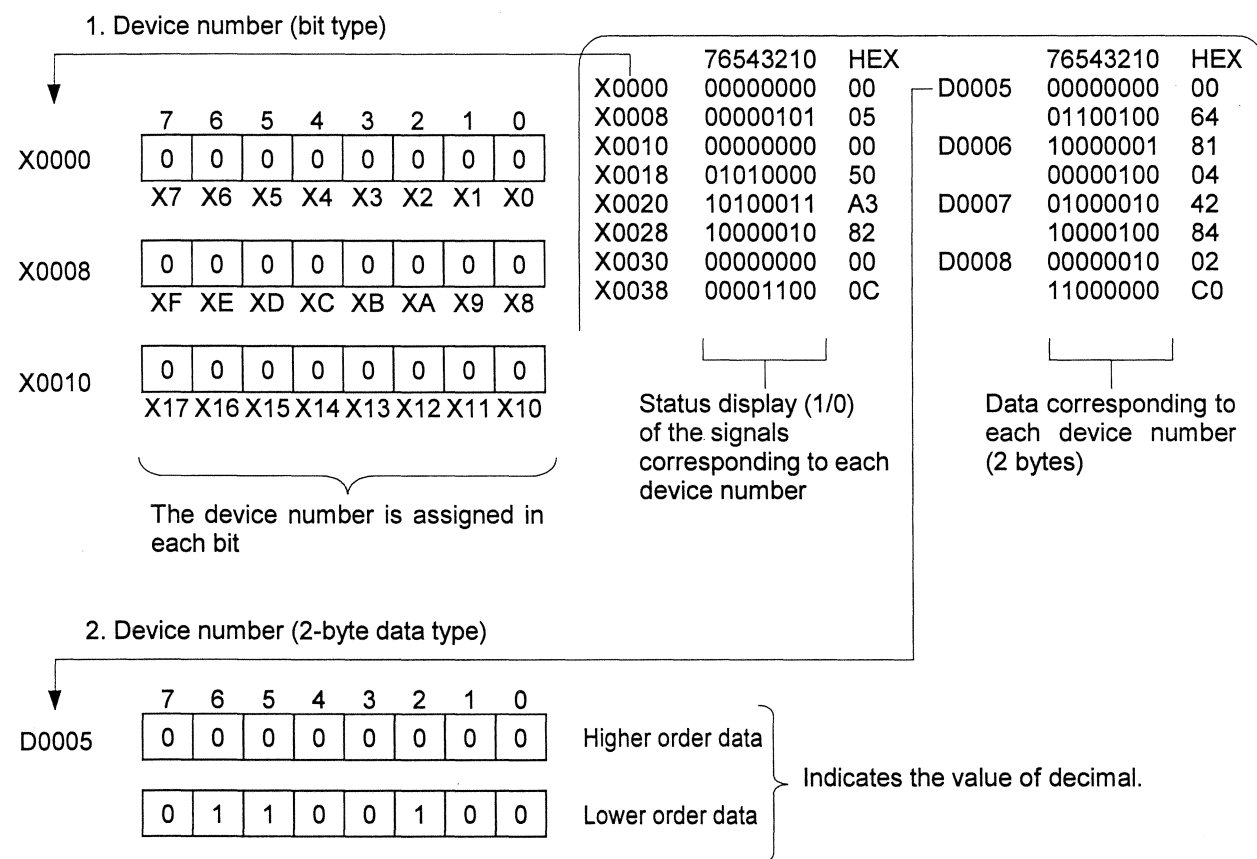 1. Device number (bit type)
7 6 5 4 3 2 1 0
X0000 0 0 0 0 0 0 0 0
X7 X6 X5 X4 X3 X2 X1 X0
X0008 0 0 0 0 0 0 0 0
XF XE XD XC XB XA X9 X8
X0010 0 0 0 0 0 0 0 0
X17 X16 X15 X14 X13 X12 X11 X10
The device number is assigned in
each bit
76543210 HEX
X0000 00000000 00
X0008 00000101 05
X0010 00000000 00
X0018 01010000 50
X0020 10100011 A3
X0028 10000010 82
X0030 00000000 00
X0038 00001100 0C
Status display (1/0)
of the signals
corresponding to each
device number
76543210 HEX
D0005 00000000 00
01100100 64
D0006 10000001 81
00000100 04
D0007 01000010 42
10000100 84
D0008 00000010 02
11000000 C0
Data corresponding to
each device number
(2 bytes)
2. Device number (2-byte data type)
7 6 5 4 3 2 1 0
D0005 0 0 0 0 0 0 0 0 Higher order data
0 1 1 0 0 1 0 0 Lower order data
Indicates the value of decimal.